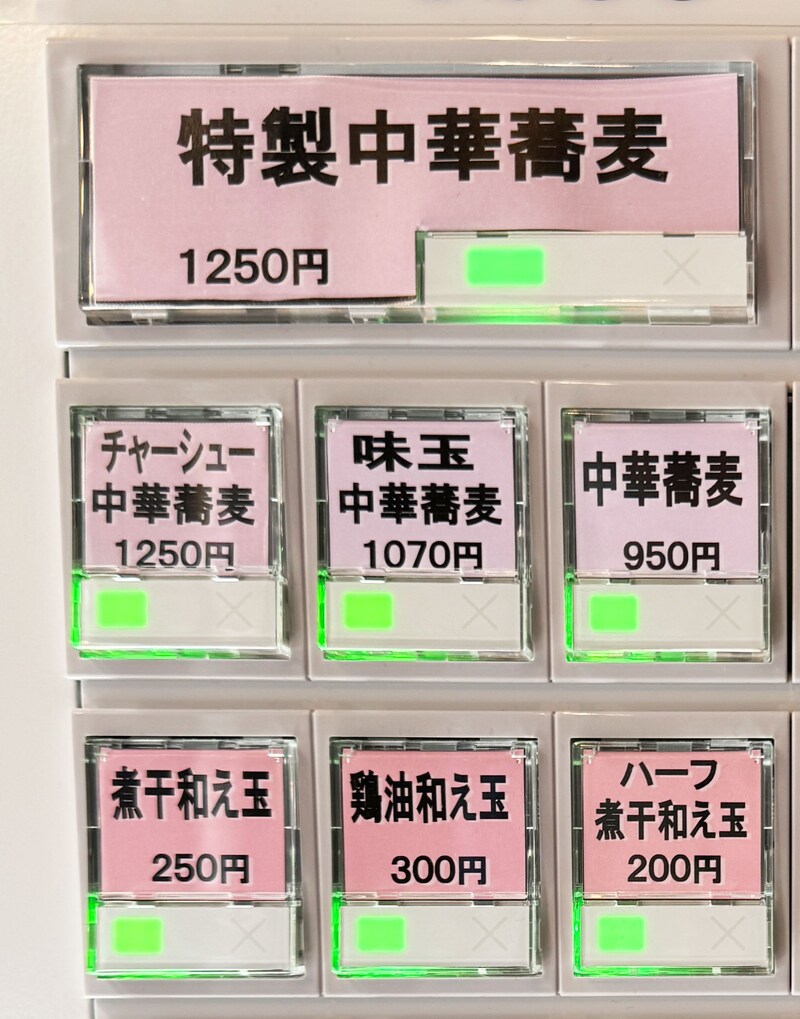 特製中華蕎麦
1250円
チャーシュー
中華蕎麦
1250円
味玉
中華蕎麦
1070円
中華蕎麦
950円
煮干和え玉
250円
鶏油和え玉
300円
ハーフ
煮干和え玉
200円